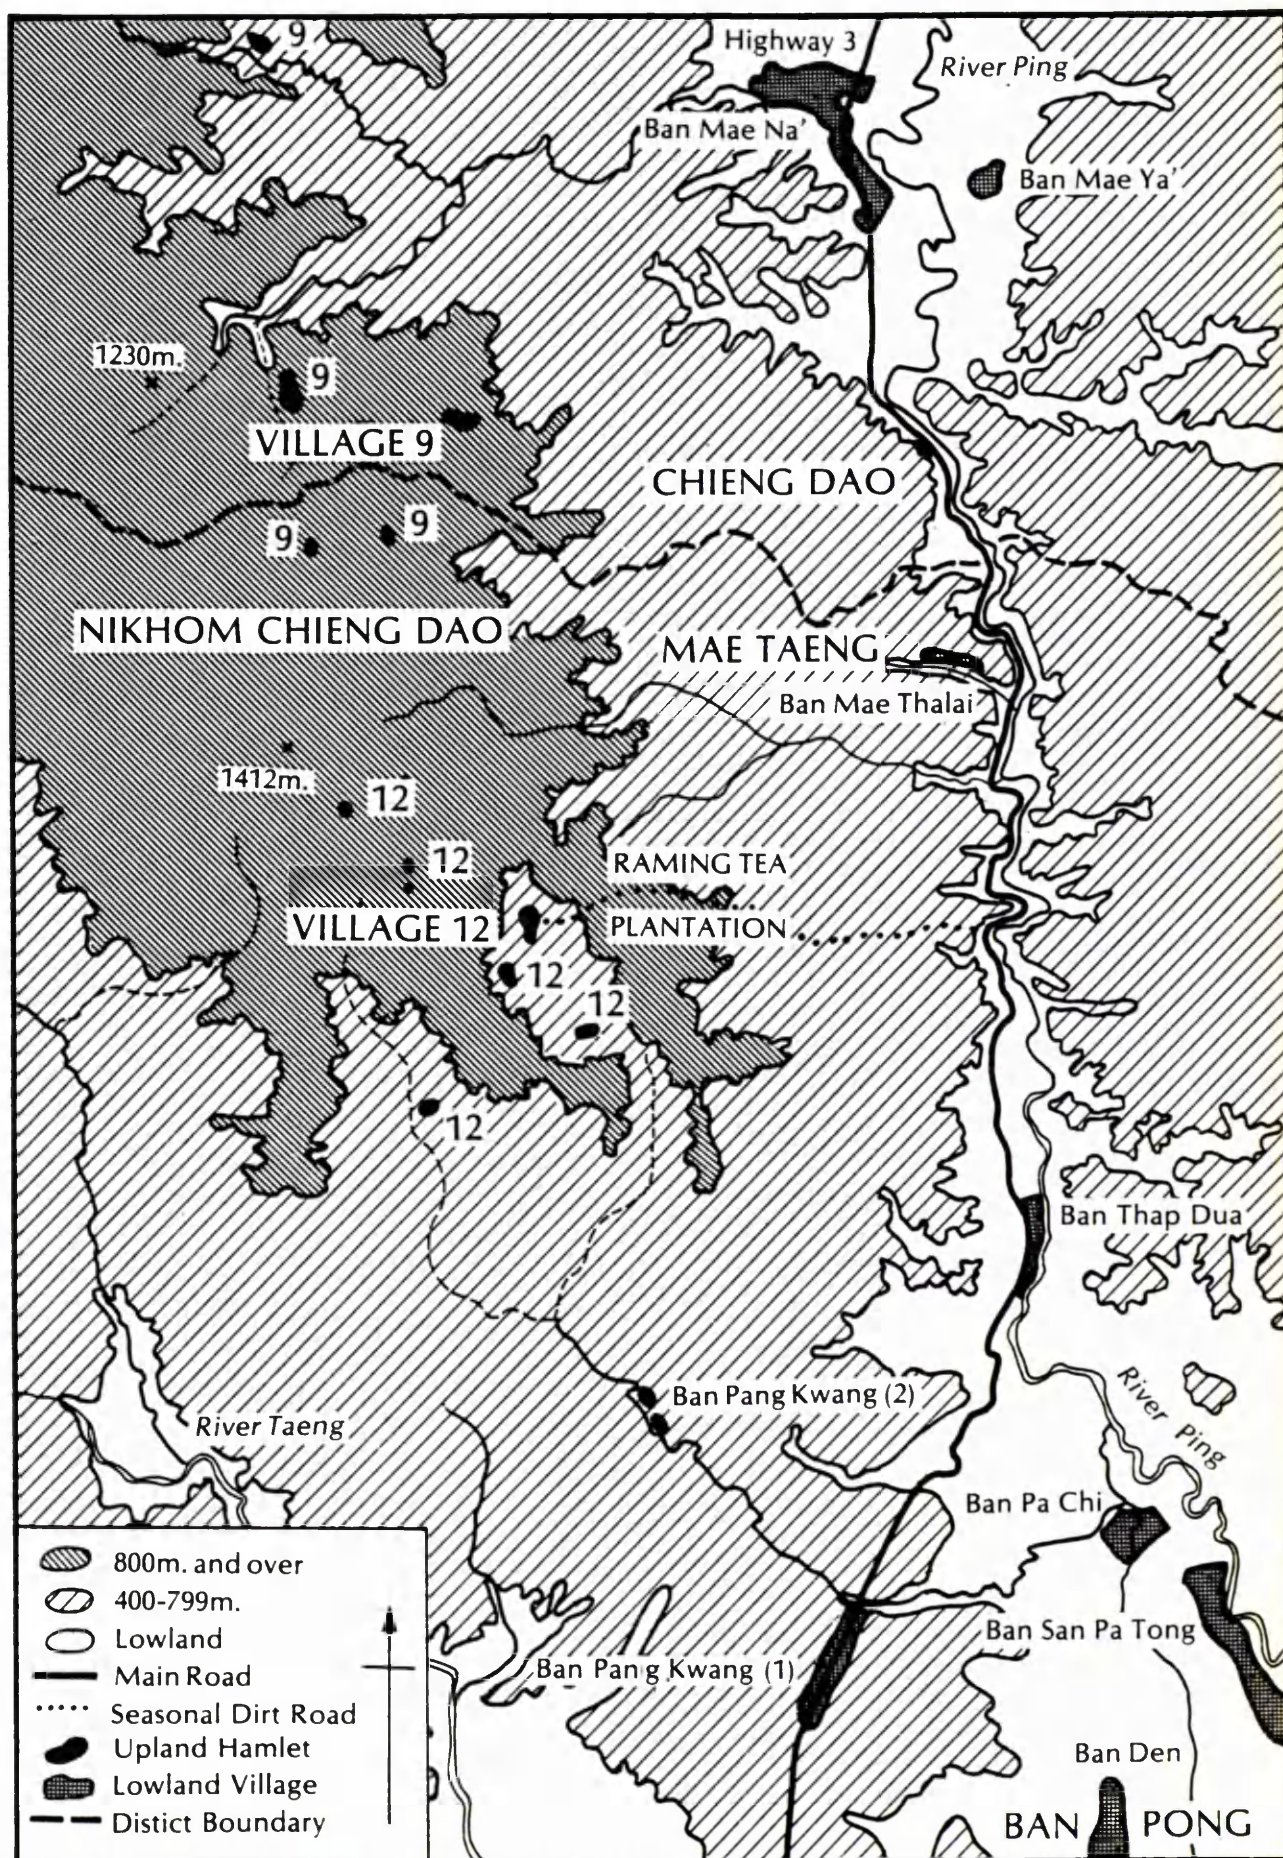 9
Highway 3
River Ping
Ban Mae Na'
Ban Mae Ya'
1230m.
9
VILLAGE 9
CHIENG DAO
9
9
NIKHOM CHIENG DAO
MAE TAENG
Ban Mae Thalai
1412m.
12
12
RAMING TEA
PLANTATION
VILLAGE 12
12
12
12
Ban Thap Dua
Ban Pang Kwang (2)
River Ping
River Taeng
Ban Pa Chi
800m. and over
400-799m.
Lowland
Main Road
Seasonal Dirt Road
Upland Hamlet
Lowland Village
Distict Boundary
Ban San Pa Tong
Ban Pang Kwang (1)
Ban Den
BAN PONG